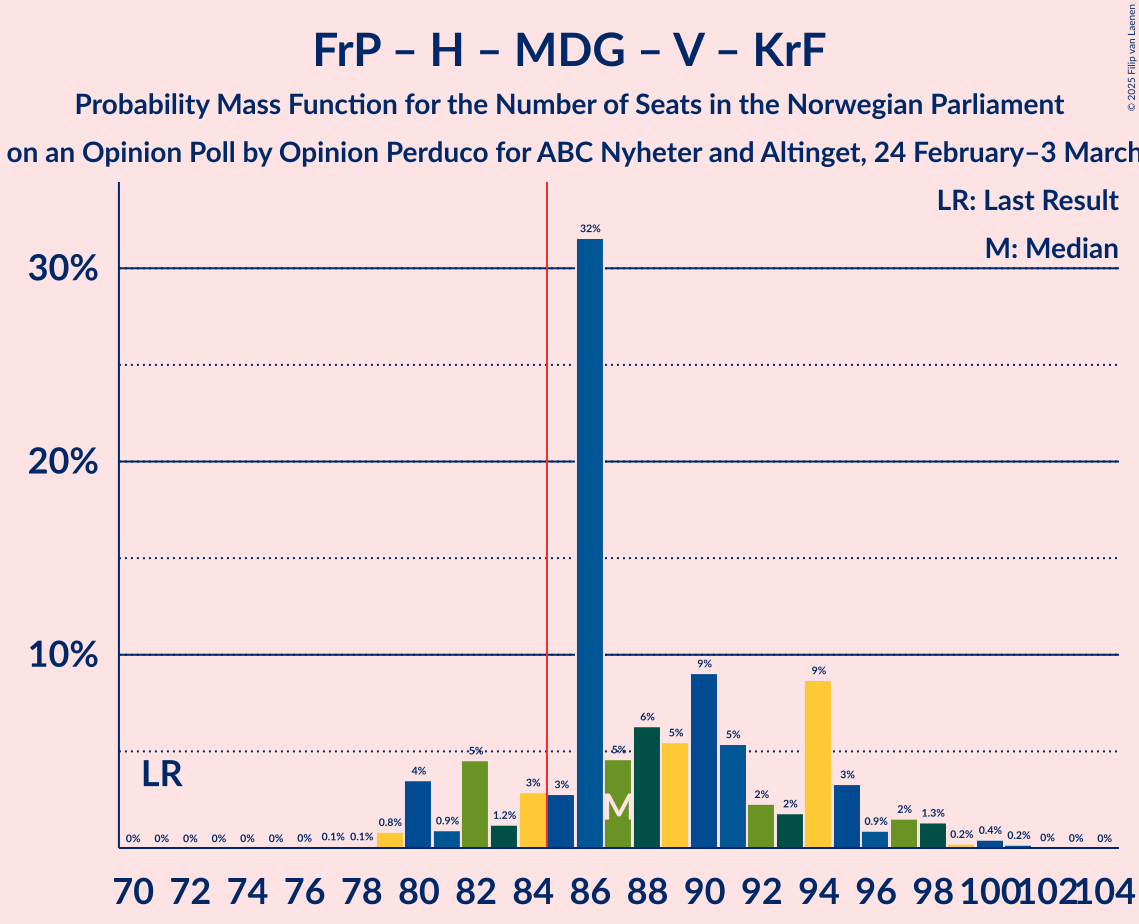 FrP – H – MDG – V – KrF
Probability Mass Function for the Number of Seats in the Norwegian Parliament
on an Opinion Poll by Opinion Perduco for ABC Nyheter and Altinget, 24 February–3 March
© 2025 Filip van Laenen
LR: Last Result
M: Median
30%
20%
10%
LR
M
0% 0% 0% 0% 0% 0% 0% 0.1% 0.1% 0.8% 4% 0.9% 5% 1.2% 3% 3% 32% 5% 6% 5% 9% 5% 2% 2% 9% 3% 0.9% 2% 1.3% 0.2% 0.4% 0.2% 0% 0% 0%
70 72 74 76 78 80 82 84 86 88 90 92 94 96 98 100 102 104